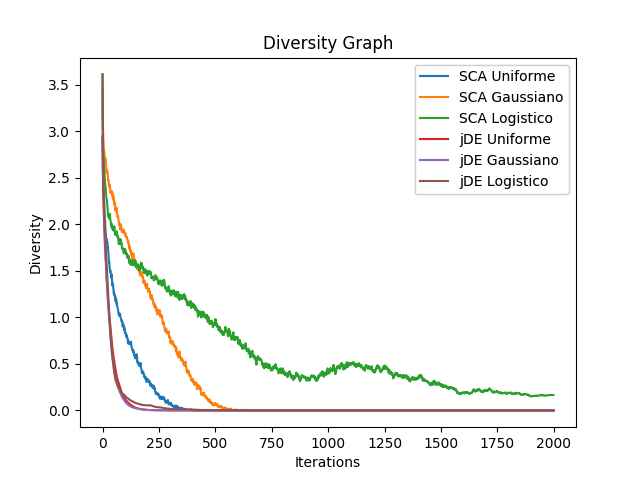 Diversity Graph
SCA Uniforme
SCA Gaussiano
SCA Logistico
jDE Uniforme
jDE Gaussiano
jDE Logistico
3.5
3.0
2.5
2.0
1.5
1.0
0.5
0.0
Diversity
0 250 500 750 1000 1250 1500 1750 2000
Iterations